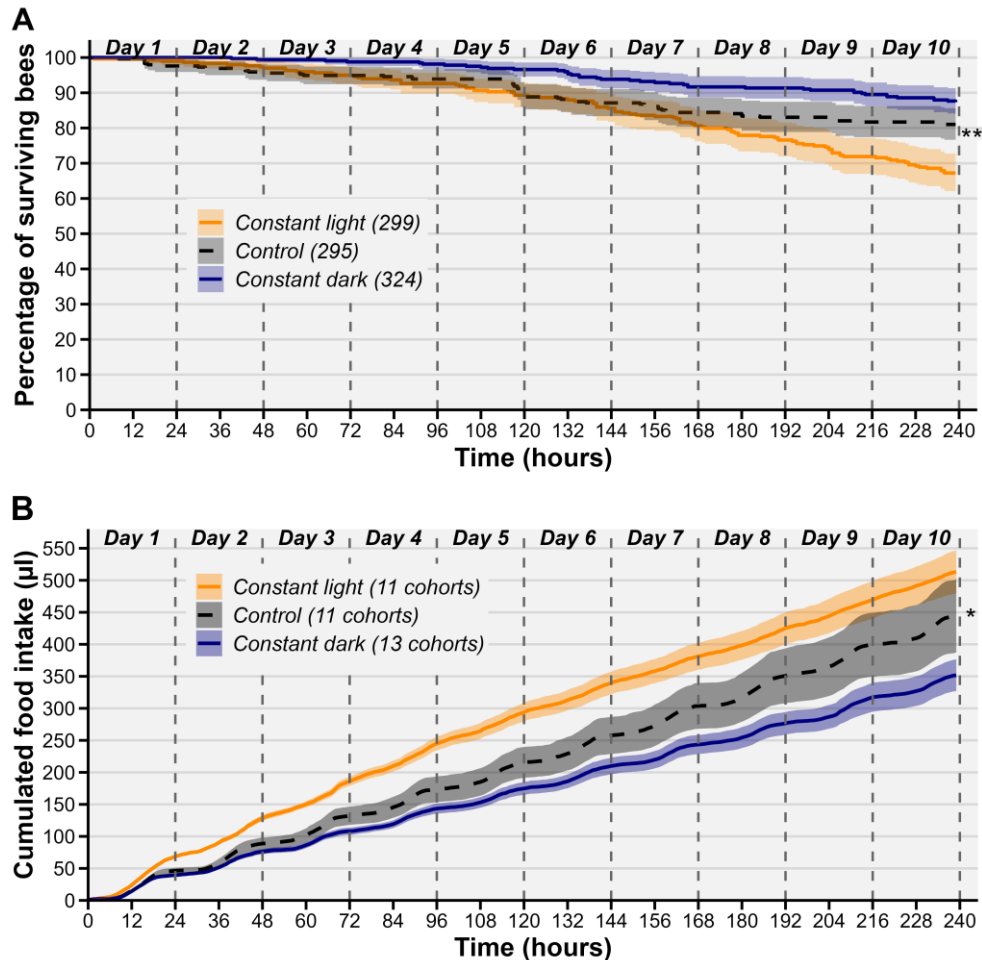 A
Day 1 Day 2 Day 3 Day 4 Day 5 Day 6 Day 7 Day 8 Day 9 Day 10
Percentage of surviving bees
100
90
80
70
60
50
40
30
20
10
0
**
Constant light (299)
Control (295)
Constant dark (324)
0 12 24 36 48 60 72 84 96 108 120 132 144 156 168 180 192 204 216 228 240
Time (hours)
B
Day 1 Day 2 Day 3 Day 4 Day 5 Day 6 Day 7 Day 8 Day 9 Day 10
Cumulated food intake (µl)
550
500
450
400
350
300
250
200
150
100
50
0
*
Constant light (11 cohorts)
Control (11 cohorts)
Constant dark (13 cohorts)
0 12 24 36 48 60 72 84 96 108 120 132 144 156 168 180 192 204 216 228 240
Time (hours)